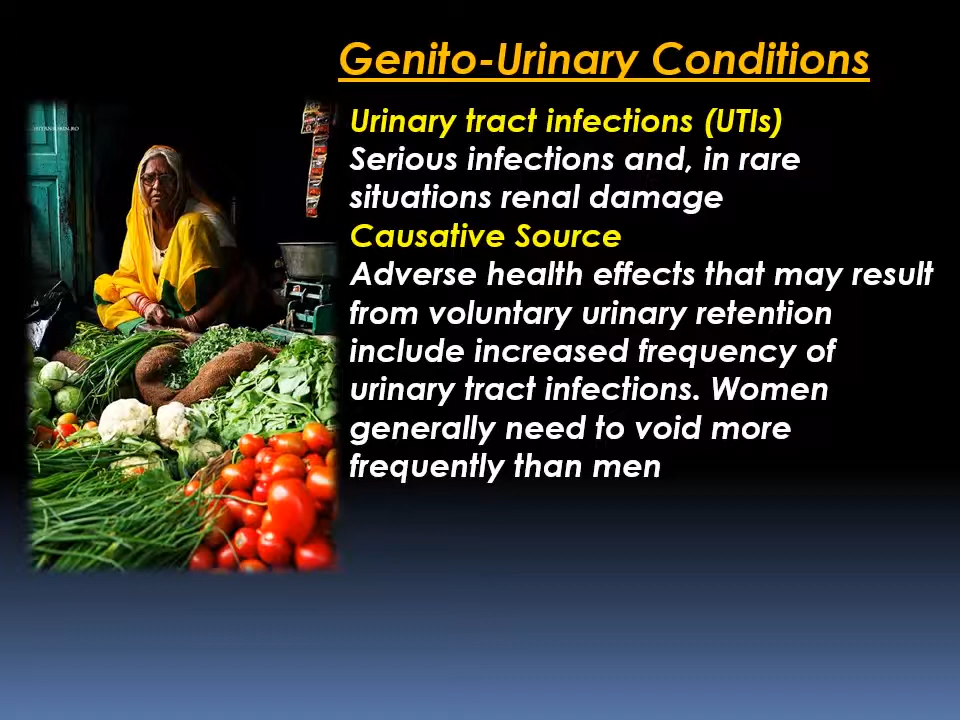 Genito-Urinary Conditions
Urinary tract infections (UTIs)
Serious infections and, in rare
situations renal damage
Causative Source
Adverse health effects that may result
from voluntary urinary retention
include increased frequency of
urinary tract infections. Women
generally need to void more
frequently than men